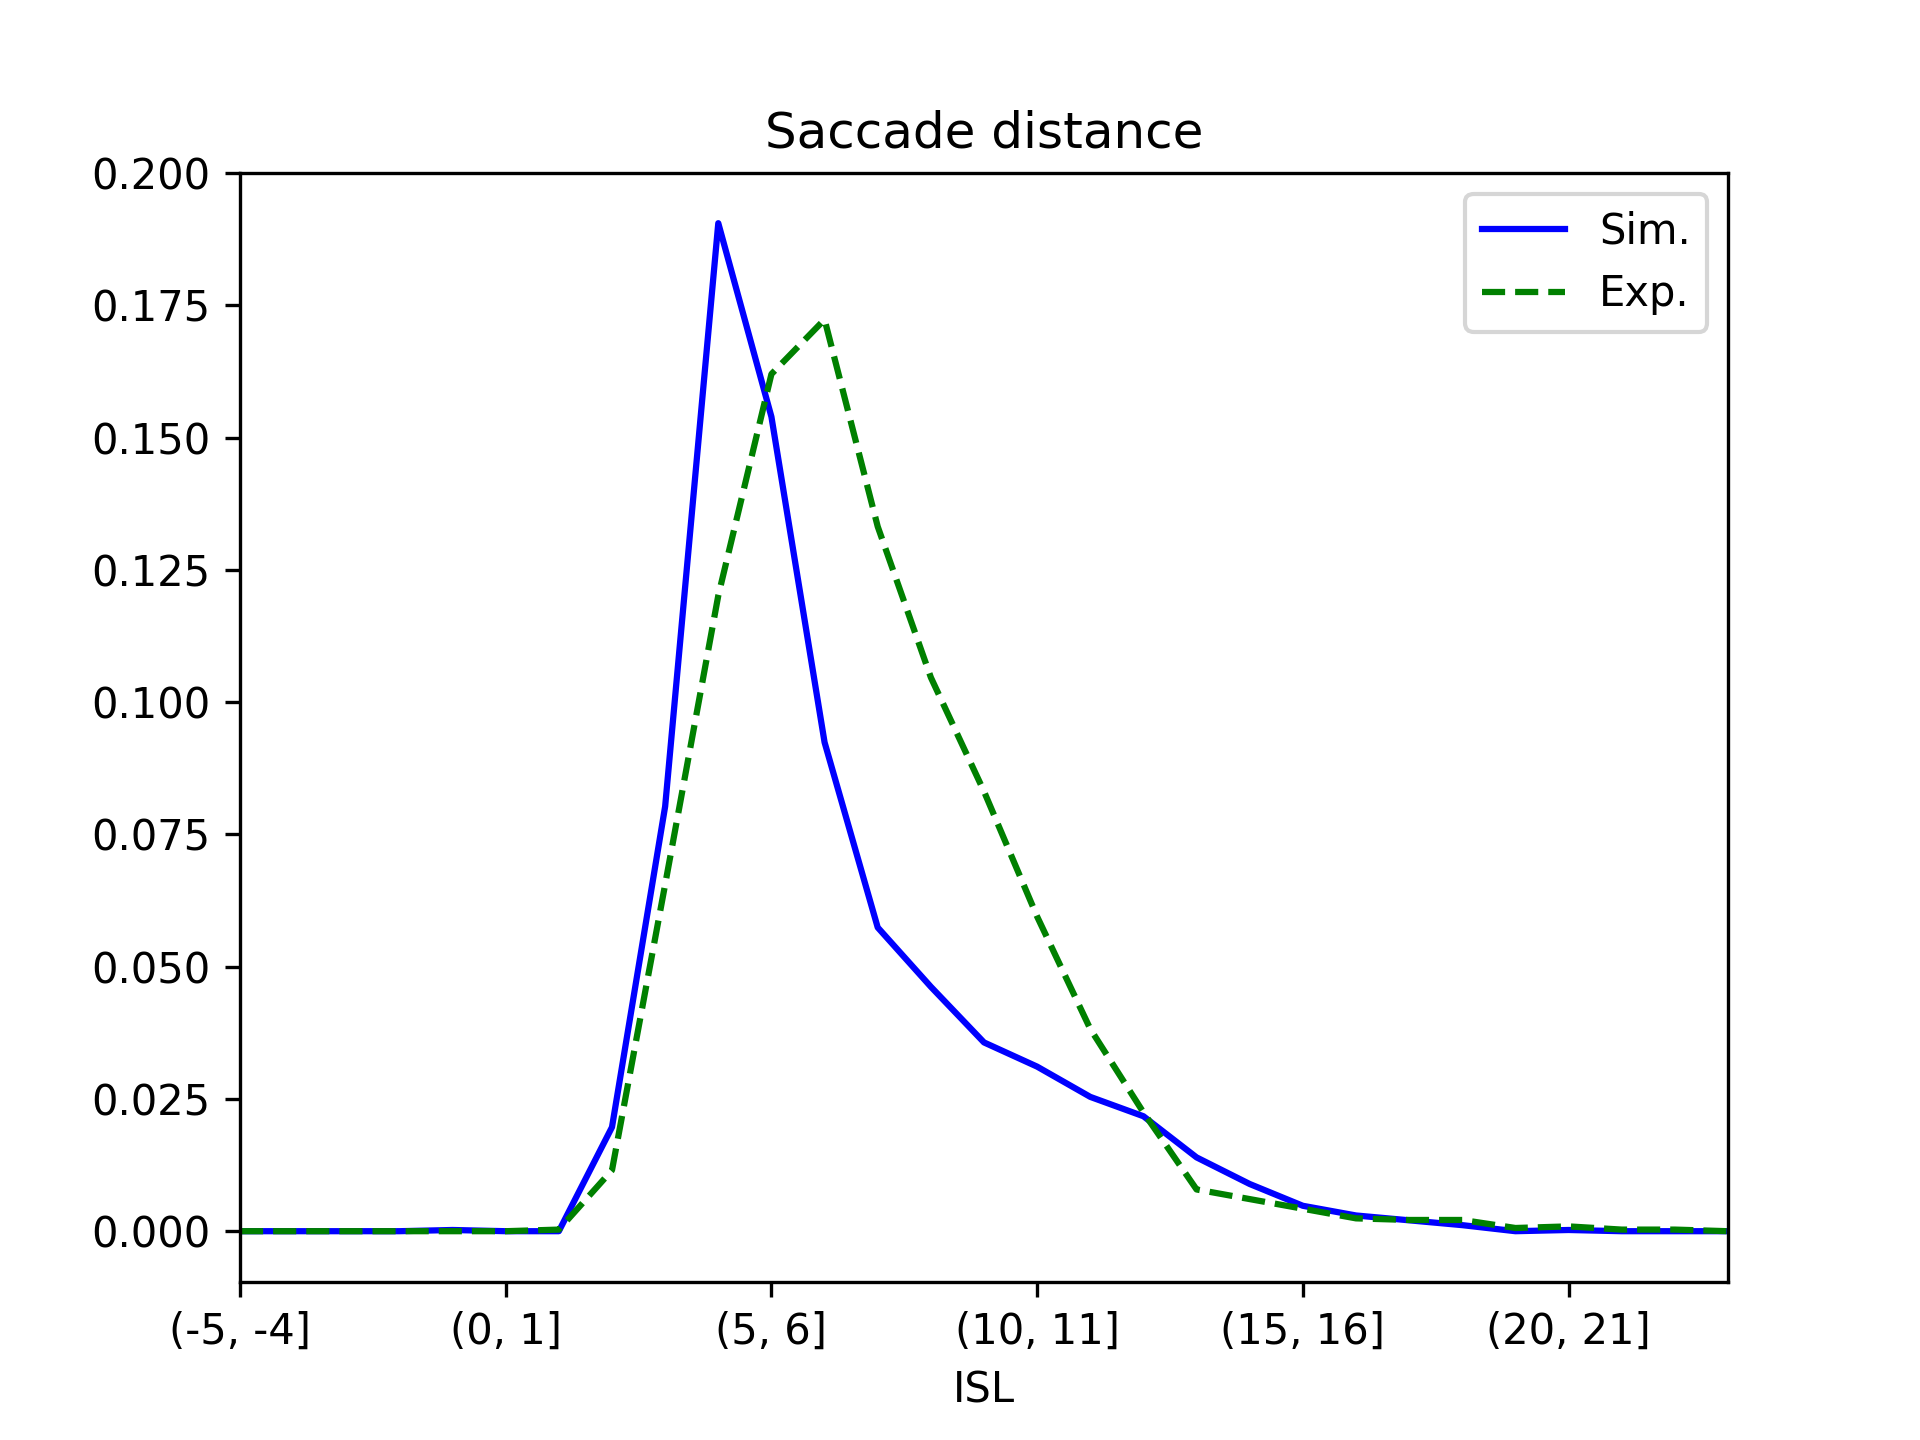 Saccade distance
0.200
0.175
0.150
0.125
0.100
0.075
0.050
0.025
0.000
Sim.
Exp.
(-5, -4] (0, 1] (5, 6] (10, 11] (15, 16] (20, 21]
ISL